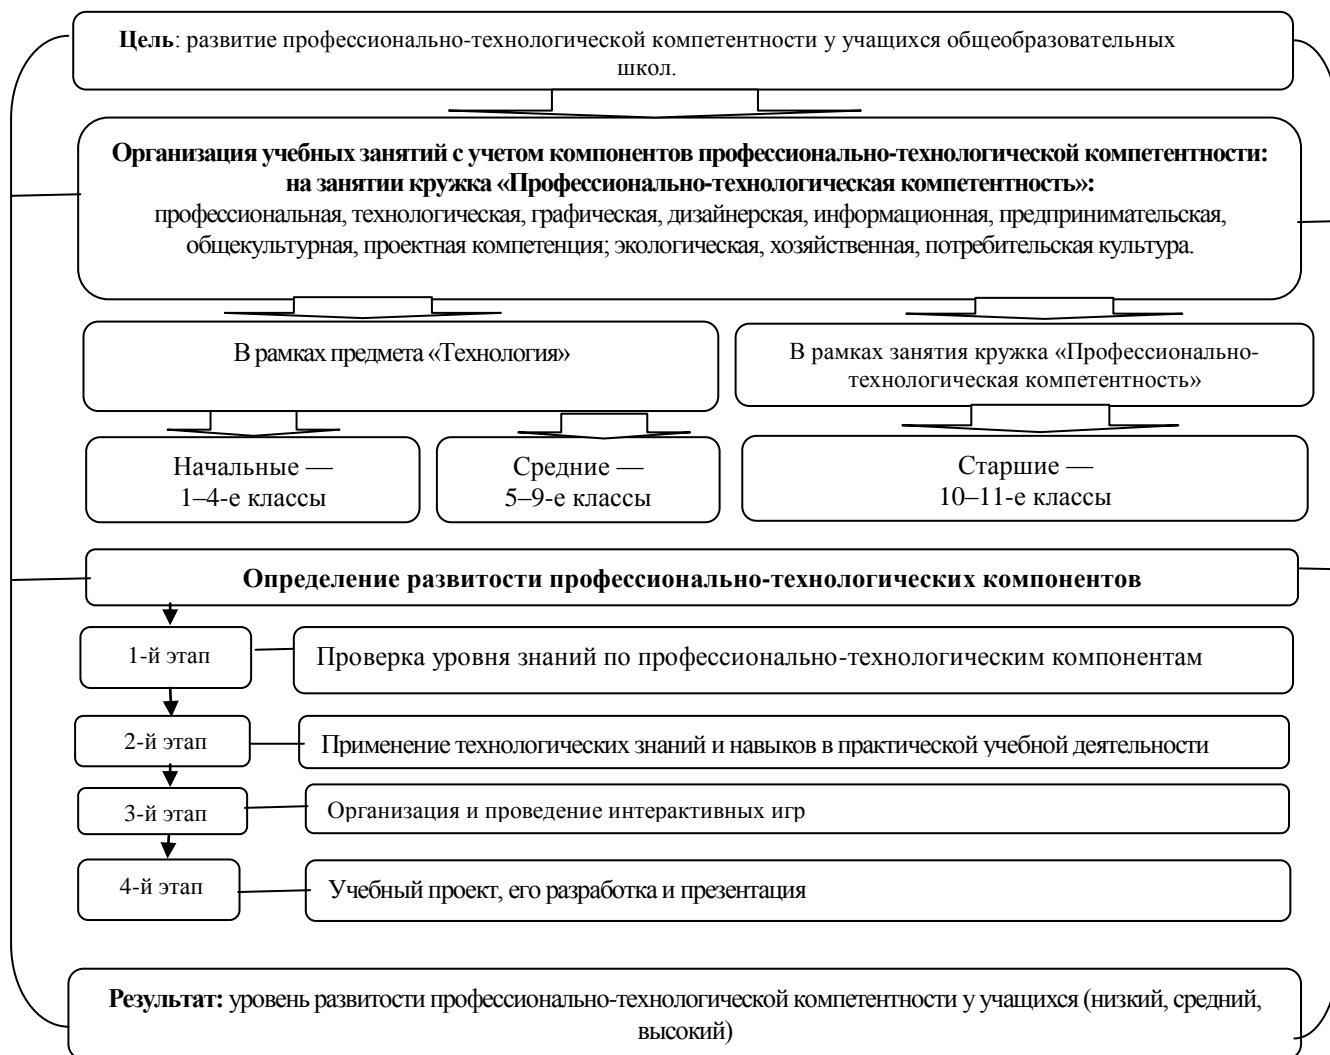 Цель: развитие профессионально-технологической компетентности у учащихся общеобразовательных
школ.
Организация учебных занятий с учетом компонентов профессионально-технологической компетентности:
на занятии кружка «Профессионально-технологическая компетентность»:
профессиональная, технологическая, графическая, дизайнерская, информационная, предпринимательская,
общекультурная, проектная компетенция; экологическая, хозяйственная, потребительская культура.
В рамках предмета «Технология»
В рамках занятия кружка «Профессионально-
технологическая компетентность»
Начальные —
1–4-е классы
Средние —
5–9-е классы
Старшие —
10–11-е классы
Определение развитости профессионально-технологических компонентов
1-й этап
Проверка уровня знаний по профессионально-технологическим компонентам
2-й этап
Применение технологических знаний и навыков в практической учебной деятельности
3-й этап
Организация и проведение интерактивных игр
4-й этап
Учебный проект, его разработка и презентация
Результат: уровень развитости профессионально-технологической компетентности у учащихся (низкий, средний,
высокий)